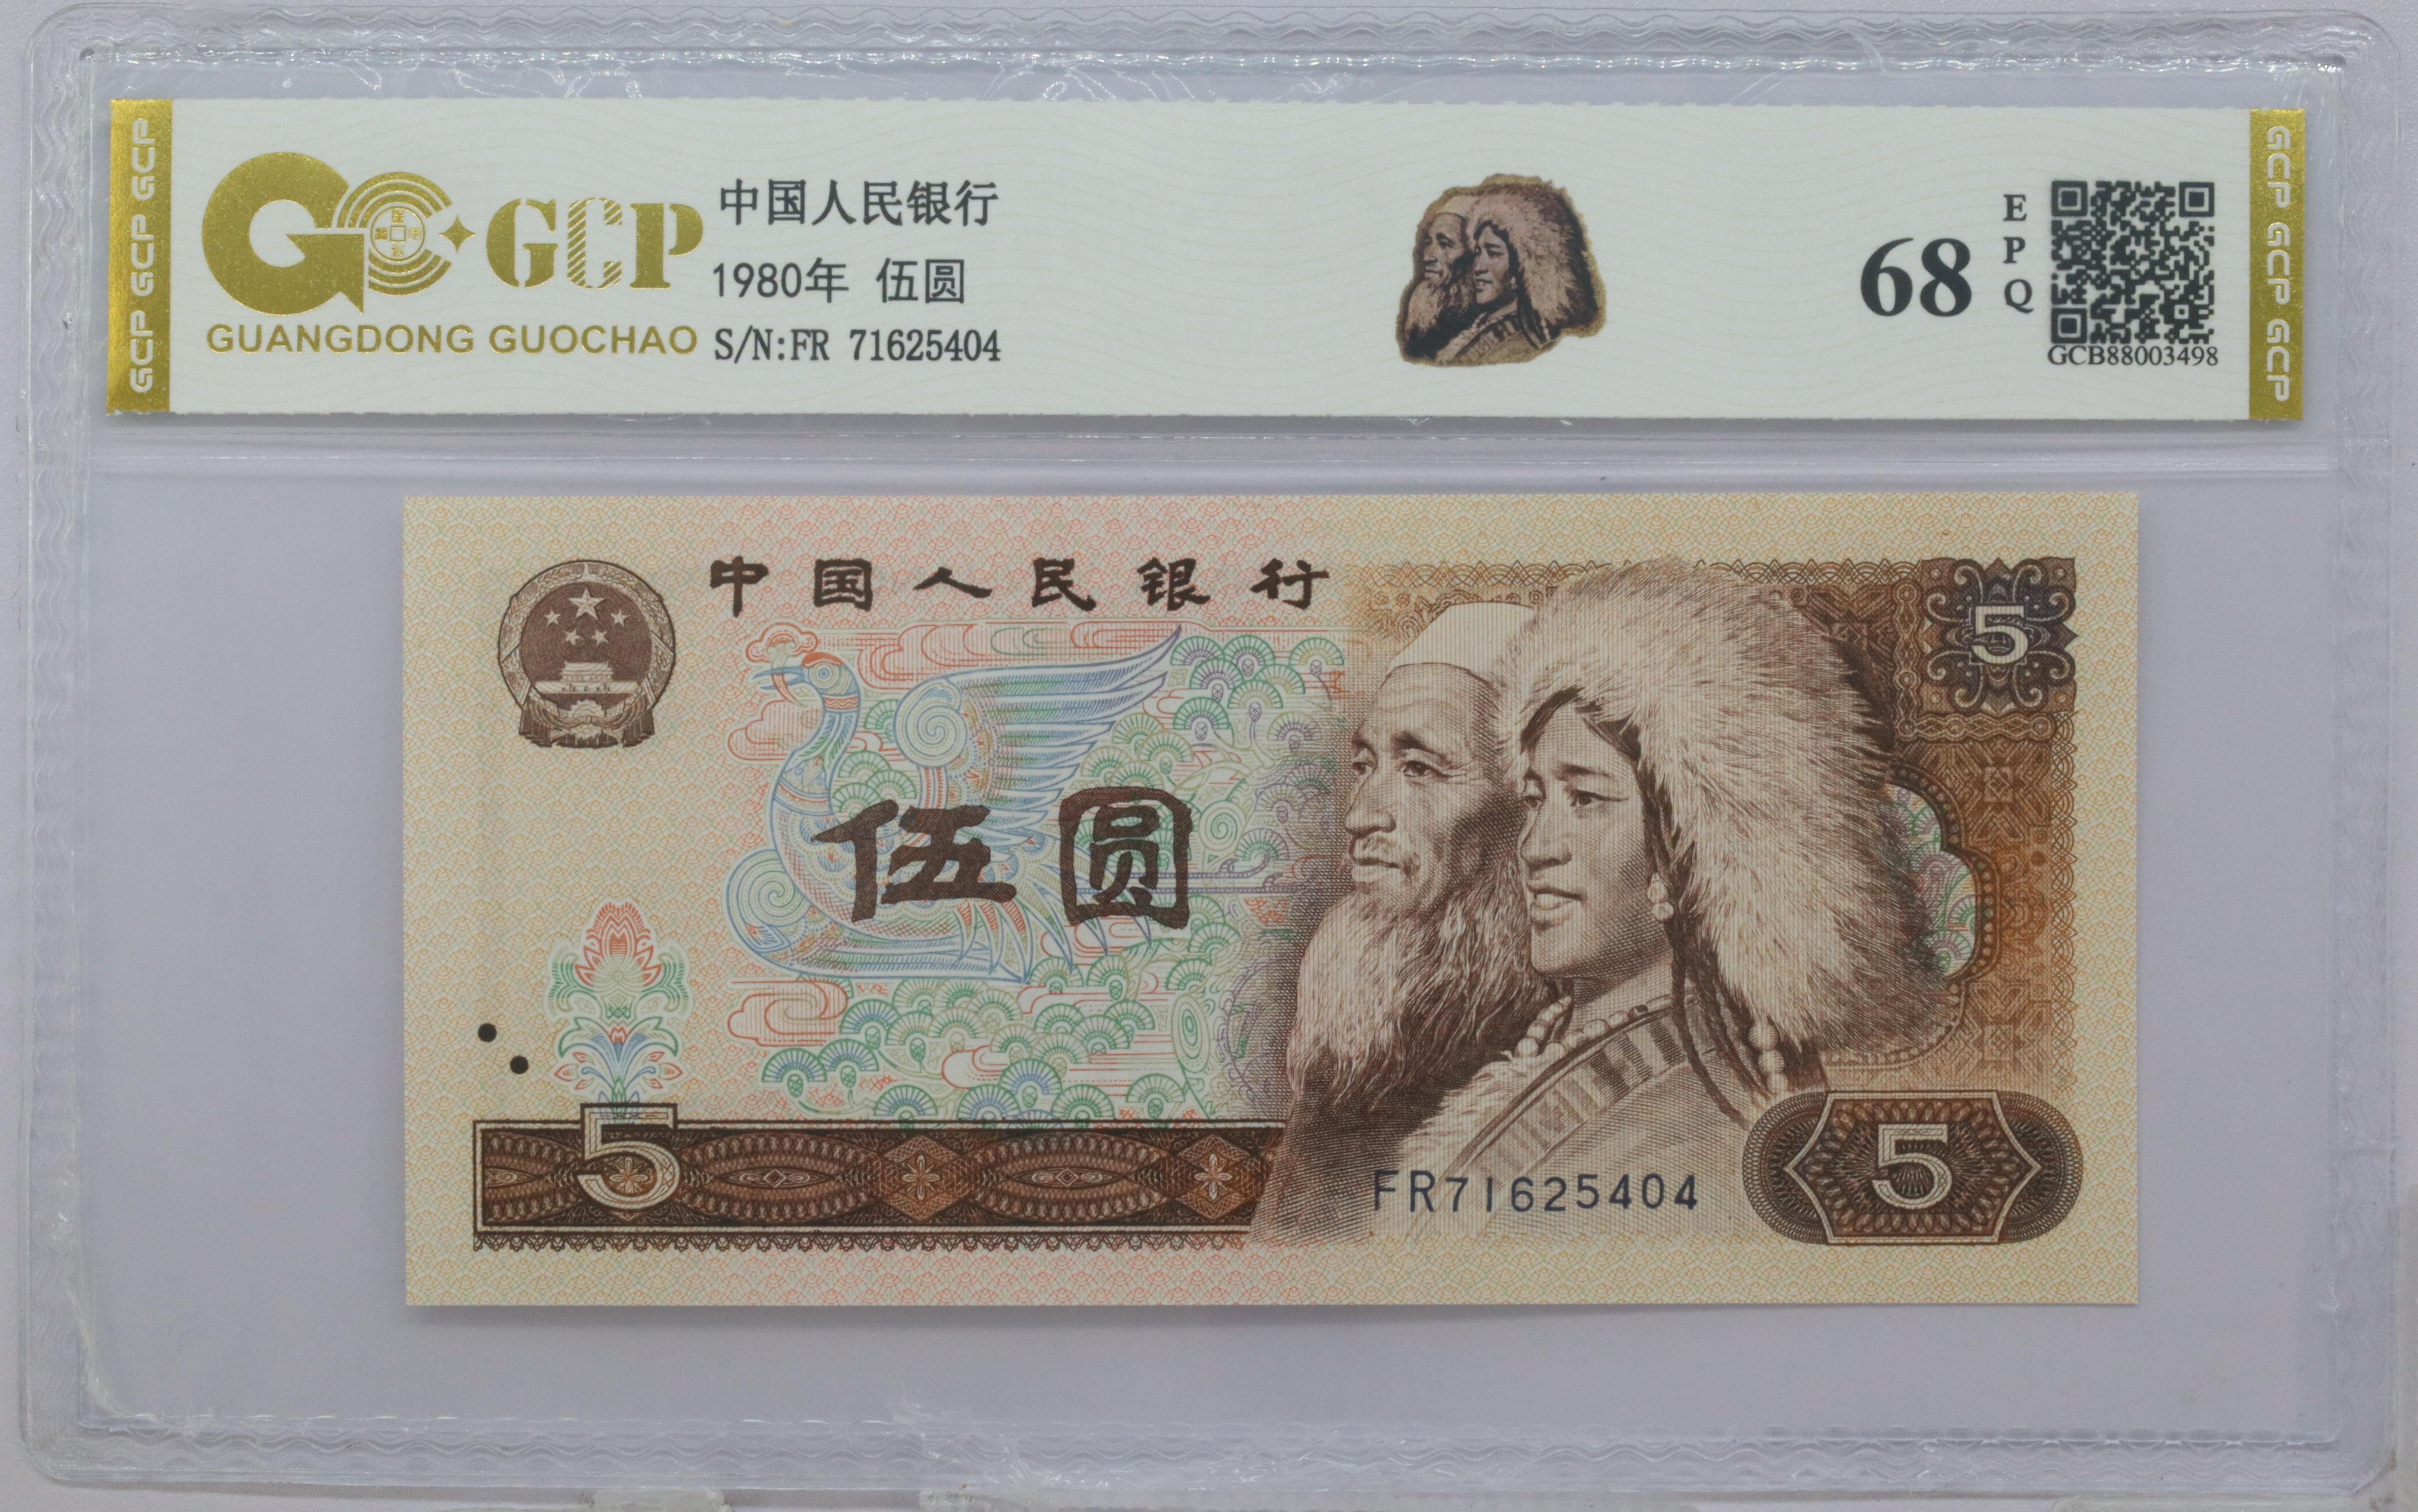 GCP GCP GCP
GCP
GUANGDONG GUOCHAO
中国人民银行
1980年 伍圆
S/N:FR 71625404
68
EPQ
GCB88003498
GCP GCP GCP
中国人民银行
5
伍圆
5
FR71625404
5